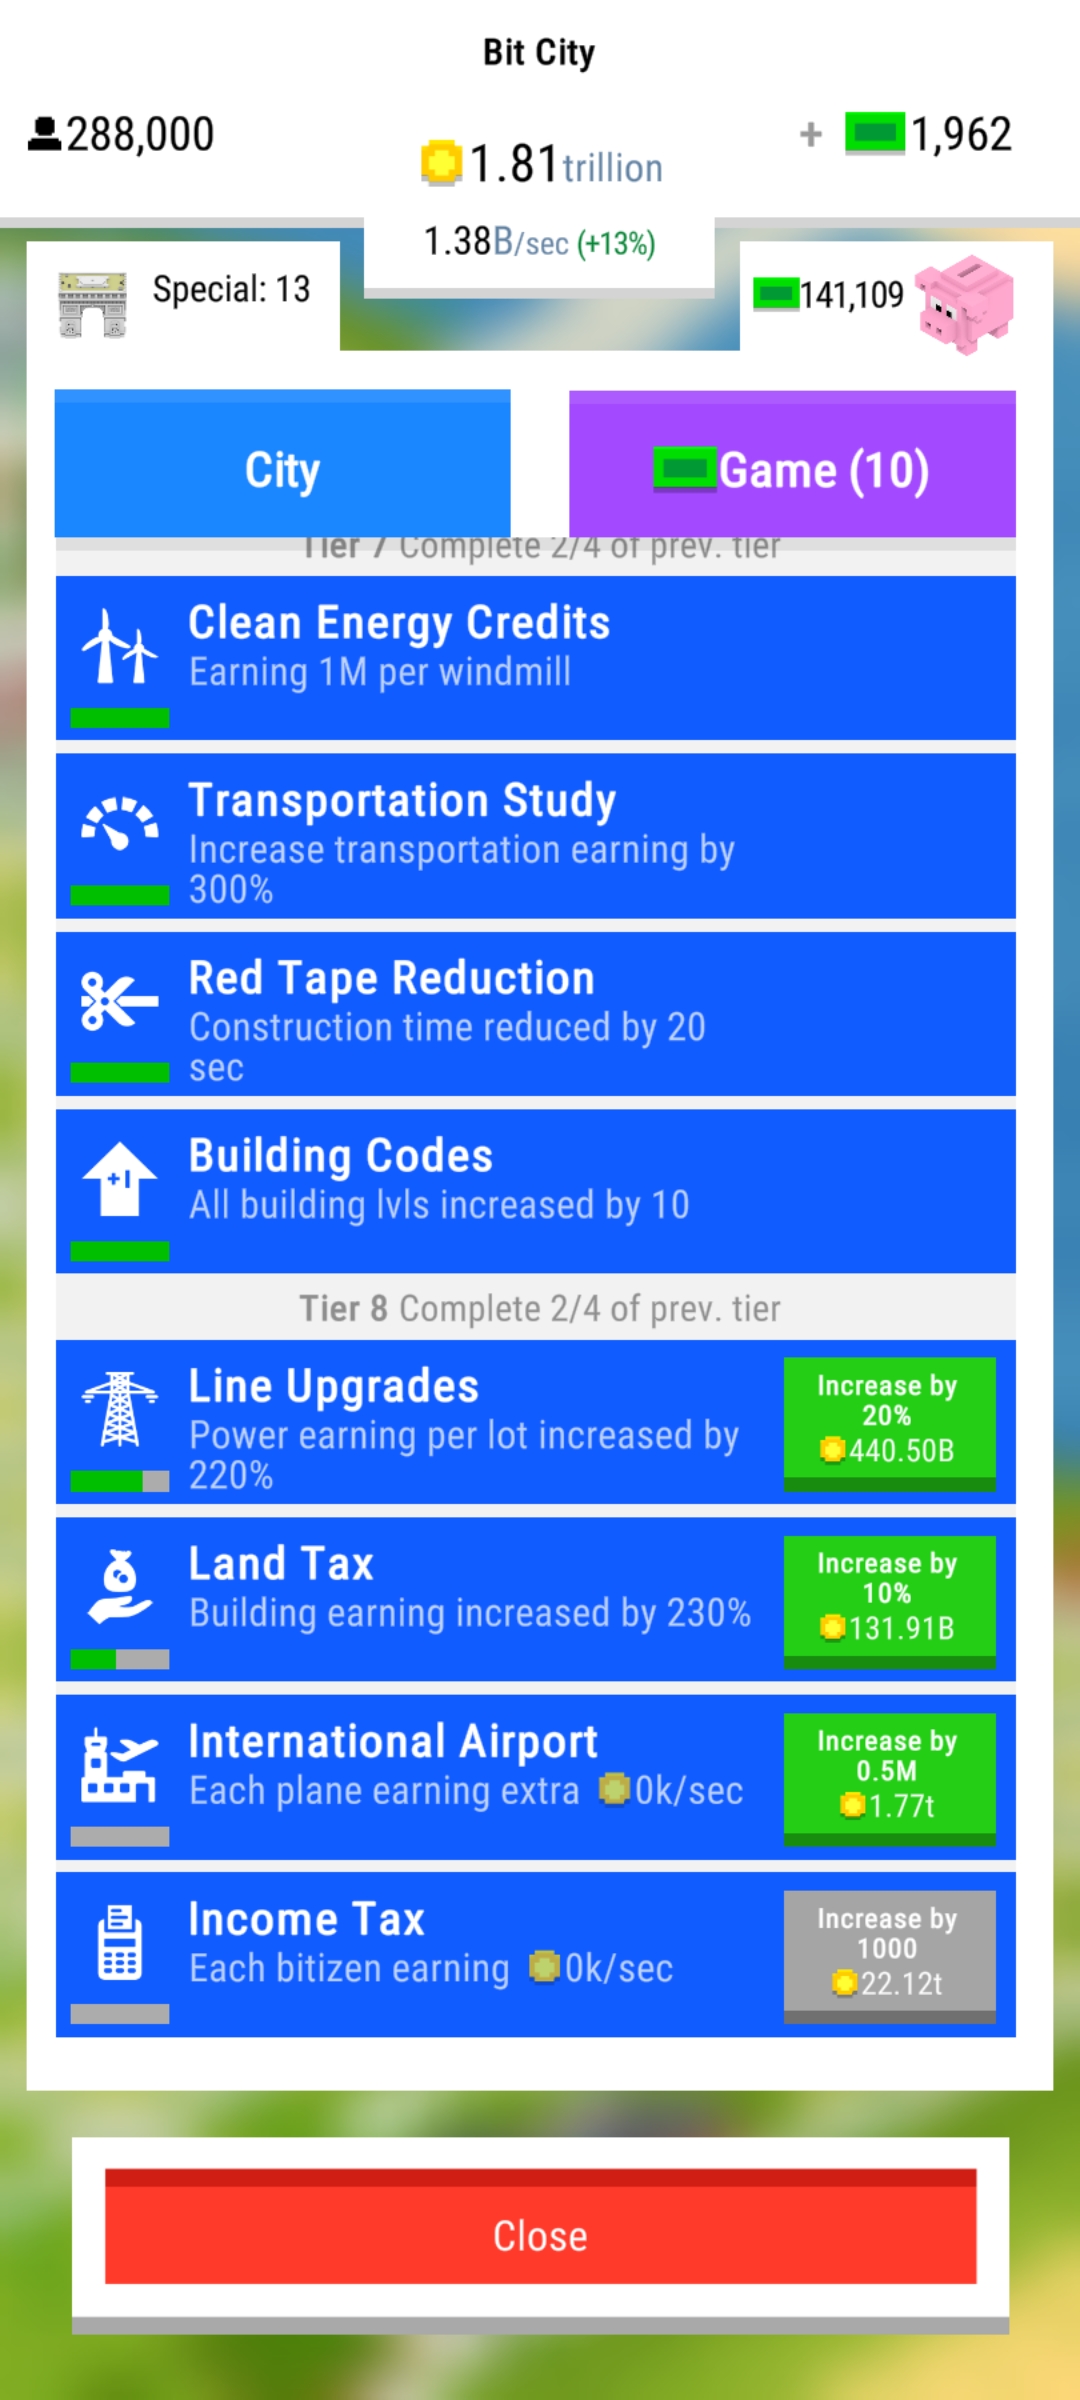 Bit City
288,000
1.81trillion
+ 1,962
1.38B/sec (+13%)
Special: 13
141,109
City
Game (10)
Tier 7 Complete 2/4 of prev. tier
Clean Energy Credits
Earning 1M per windmill
Transportation Study
Increase transportation earning by
300%
Red Tape Reduction
Construction time reduced by 20
sec
+1
Building Codes
All building lvls increased by 10
Tier 8 Complete 2/4 of prev. tier
Line Upgrades
Power earning per lot increased by
220%
Increase by
20%
440.50B
Land Tax
Building earning increased by 230%
Increase by
10%
131.91B
International Airport
Each plane earning extra 0k/sec
Increase by
0.5M
1.77t
Income Tax
Each bitizen earning 0k/sec
Increase by
1000
22.12t
Close